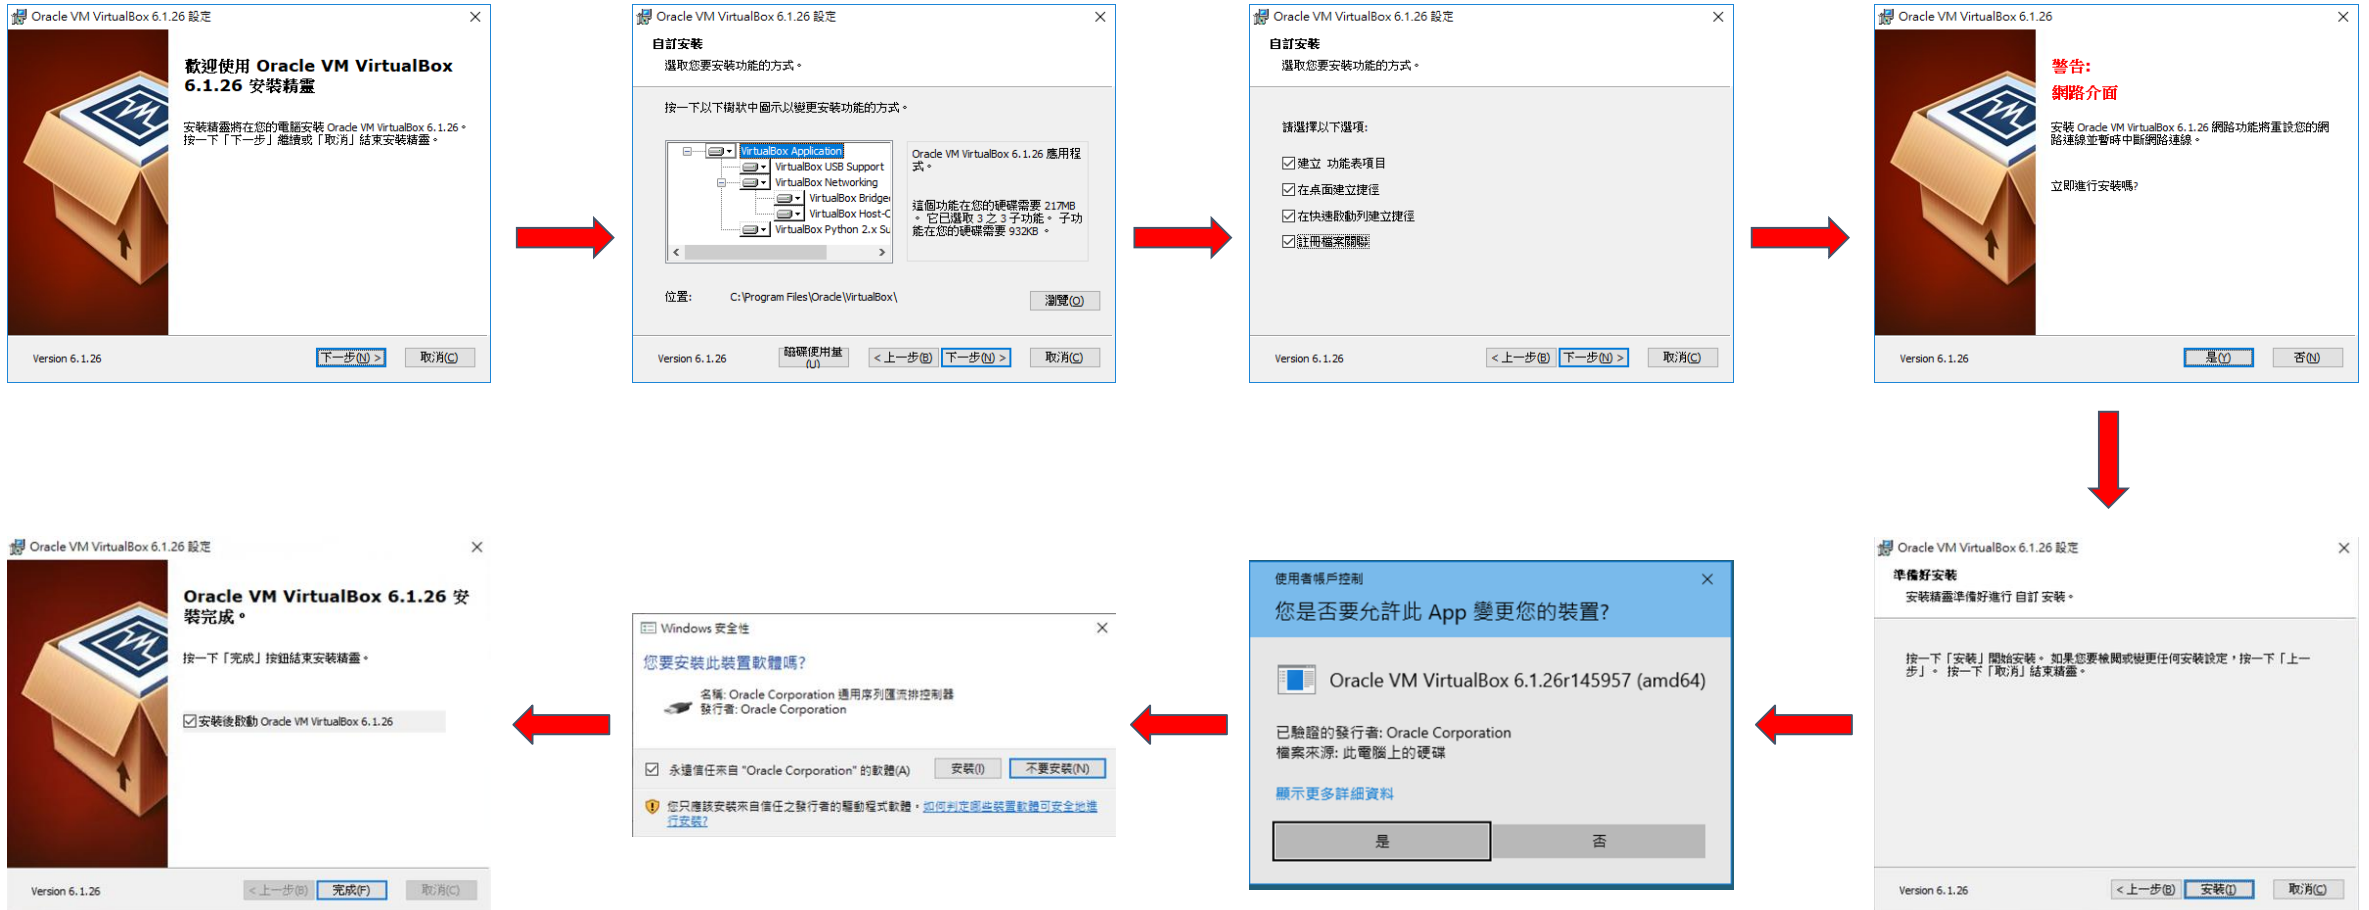 Oracle VM VirtualBox 6.1.26 設定
歡迎使用 Oracle VM VirtualBox
6.1.26 安裝精靈
安裝精靈將在您的電腦安裝 Oracle VM VirtualBox 6.1.26。
按一下「下一步」繼續或「取消」結束安裝精靈。
Version 6.1.26
下一步(N) >
取消(C)
Oracle VM VirtualBox 6.1.26 設定
自訂安裝
選取您要安裝功能的方式。
按一下以下樹狀中圖示以變更安裝功能的方式。
VirtualBox Application
VirtualBox USB Support
VirtualBox Networking
VirtualBox Bridge
VirtualBox Host-C
VirtualBox Python 2.x Su
Oracle VM VirtualBox 6.1.26 應用程
式。
這個功能在您的硬碟需要 217MB
。 它已選取 3 之 3 子功能。 子功
能在您的硬碟需要 932KB 。
位置:
C:\Program Files\Oracle\VirtualBox\
瀏覽(O)
Version 6.1.26
磁碟使用量
(U)
< 上一步(B)
下一步(N) >
取消(C)
Oracle VM VirtualBox 6.1.26 設定
自訂安裝
選取您要安裝功能的方式。
請選擇以下選項:
建立 功能表項目
在桌面建立捷徑
在快速啟動列建立捷徑
註冊檔案關聯
Version 6.1.26
< 上一步(B)
下一步(N) >
取消(C)
Oracle VM VirtualBox 6.1.26
警告:
網路介面
安裝 Oracle VM VirtualBox 6.1.26 網路功能將重設您的網
路連線並暫時中斷網路連線。
立即進行安裝嗎?
Version 6.1.26
是(Y)
否(N)
Oracle VM VirtualBox 6.1.26 設定
準備好安裝
安裝精靈準備好進行 自訂 安裝。
按一下「安裝」開始安裝。 如果您要檢閱或變更任何安裝設定，按一下「上一
步」。 按一下「取消」結束精靈。
Version 6.1.26
< 上一步(B)
安裝(I)
取消(C)
使用者帳戶控制
您是否要允許此 App 變更您的裝置?
Oracle VM VirtualBox 6.1.26r145957 (amd64)
已驗證的發行者: Oracle Corporation
檔案來源: 此電腦上的硬碟
顯示更多詳細資料
是
否
Windows 安全性
您要安裝此裝置軟體嗎?
名稱: Oracle Corporation 通用序列匯流排控制器
發行者: Oracle Corporation
永遠信任來自 "Oracle Corporation" 的軟體(A)
安裝(I)
不要安裝(N)
您只應該安裝來自信任之發行者的驅動程式軟體。如何判定哪些裝置軟體可安全地進
行安裝?
Oracle VM VirtualBox 6.1.26 設定
Oracle VM VirtualBox 6.1.26 安
裝完成。
按一下「完成」按鈕結束安裝精靈。
安裝後啟動 Oracle VM VirtualBox 6.1.26
Version 6.1.26
< 上一步(B)
完成(F)
取消(C)